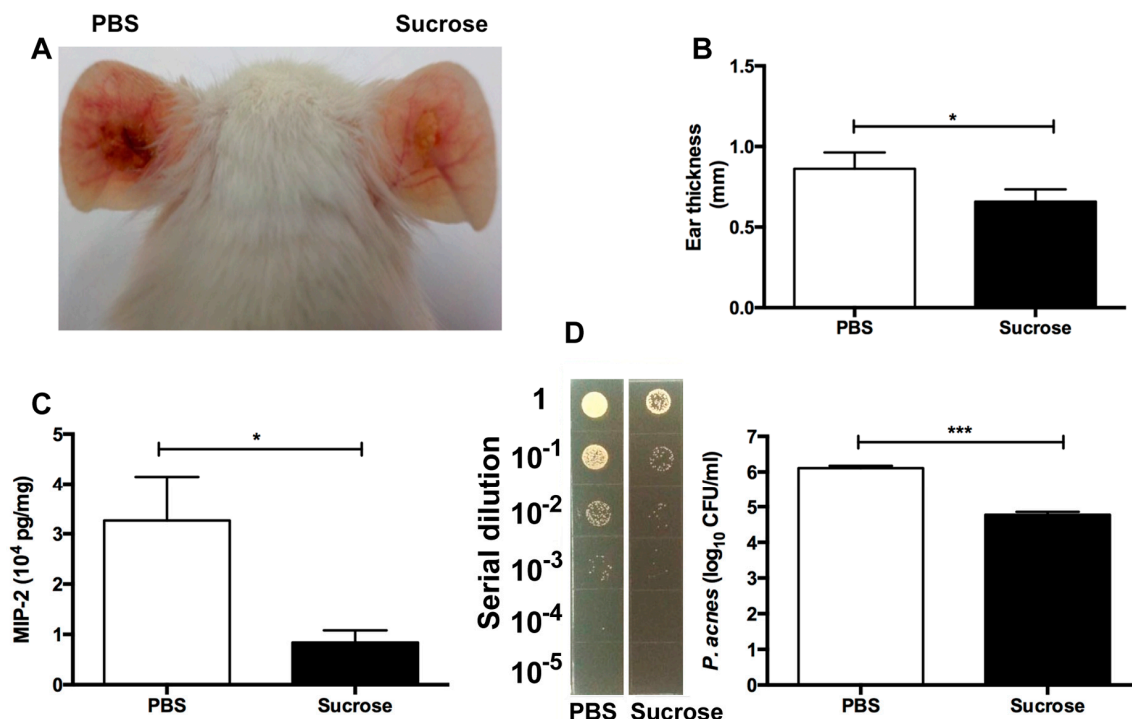 PBS Sucrose
A
B
1.5
1.0
0.5
0.0
Ear thickness
(mm)
*
PBS Sucrose
C
5
4
3
2
1
0
MIP-2 (10⁴ pg/mg)
*
PBS Sucrose
D
Serial dilution
1
10⁻¹
10⁻²
10⁻³
10⁻⁴
10⁻⁵
PBS Sucrose
7
6
5
4
3
2
1
0
P. acnes (log₁₀ CFU/ml)
***
PBS Sucrose